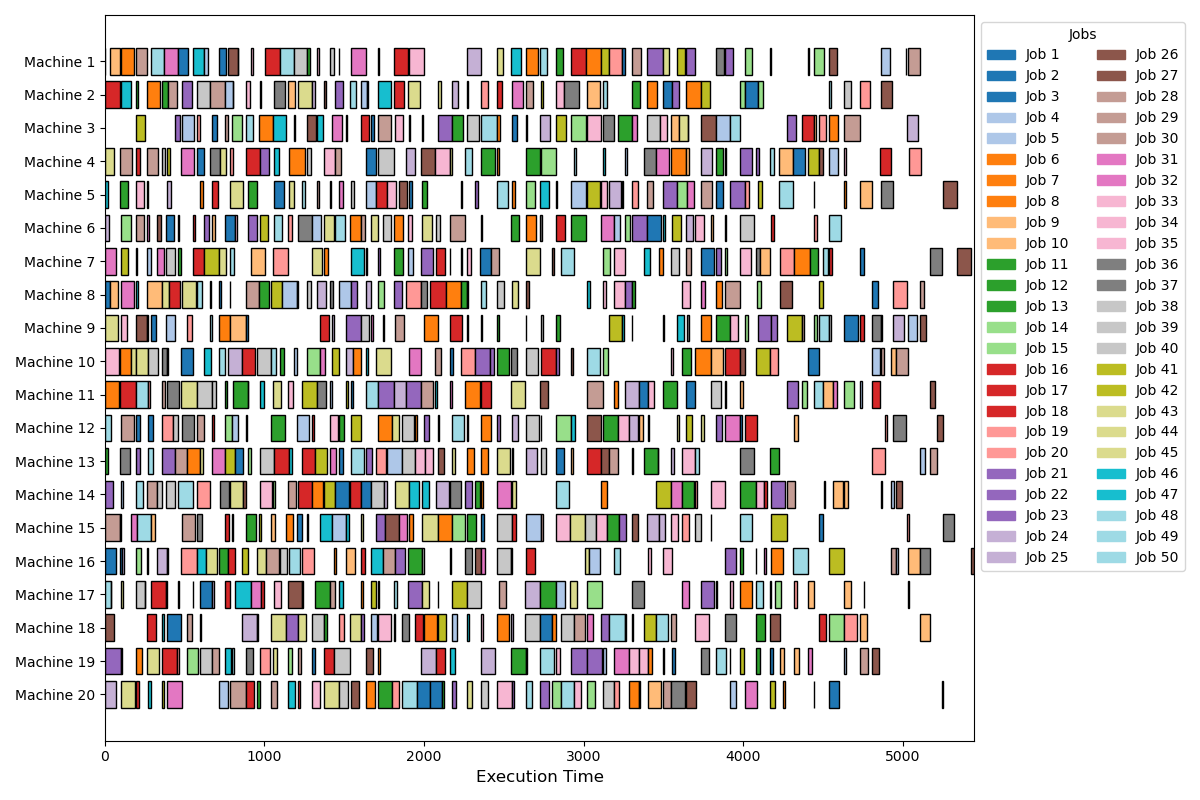 Machine 1
Machine 2
Machine 3
Machine 4
Machine 5
Machine 6
Machine 7
Machine 8
Machine 9
Machine 10
Machine 11
Machine 12
Machine 13
Machine 14
Machine 15
Machine 16
Machine 17
Machine 18
Machine 19
Machine 20
0 1000 2000 3000 4000 5000
Execution Time
Jobs
Job 1
Job 2
Job 3
Job 4
Job 5
Job 6
Job 7
Job 8
Job 9
Job 10
Job 11
Job 12
Job 13
Job 14
Job 15
Job 16
Job 17
Job 18
Job 19
Job 20
Job 21
Job 22
Job 23
Job 24
Job 25
Job 26
Job 27
Job 28
Job 29
Job 30
Job 31
Job 32
Job 33
Job 34
Job 35
Job 36
Job 37
Job 38
Job 39
Job 40
Job 41
Job 42
Job 43
Job 44
Job 45
Job 46
Job 47
Job 48
Job 49
Job 50